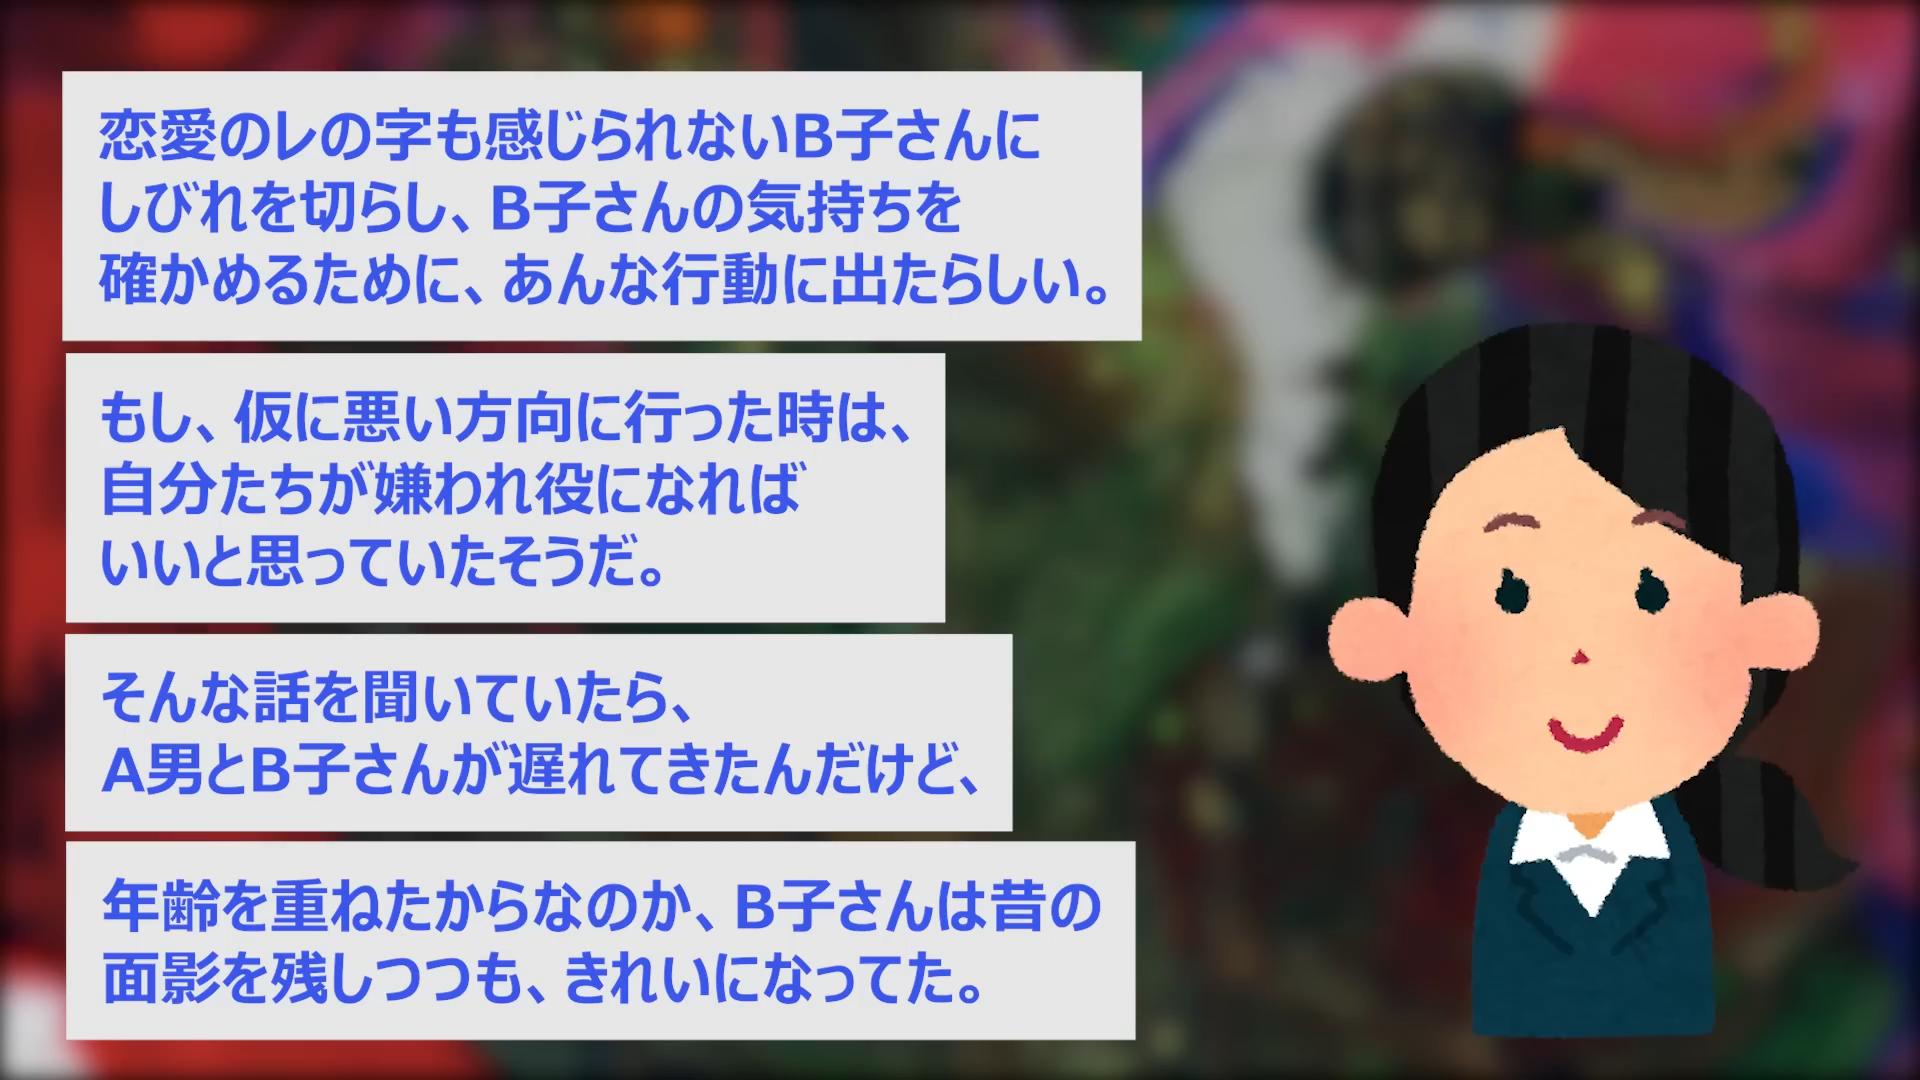 恋愛のレの字も感じられないB子さんに
しびれを切らし、B子さんの気持ちを
確かめるために、あんな行動に出たらしい。
もし、仮に悪い方向に行った時は、
自分たちが嫌われ役になれば
いいと思っていたそうだ。
そんな話を聞いていたら、
A男とB子さんが遅れてきたんだけど、
年齢を重ねたからなのか、B子さんは昔の
面影を残しつつも、きれいになってた。